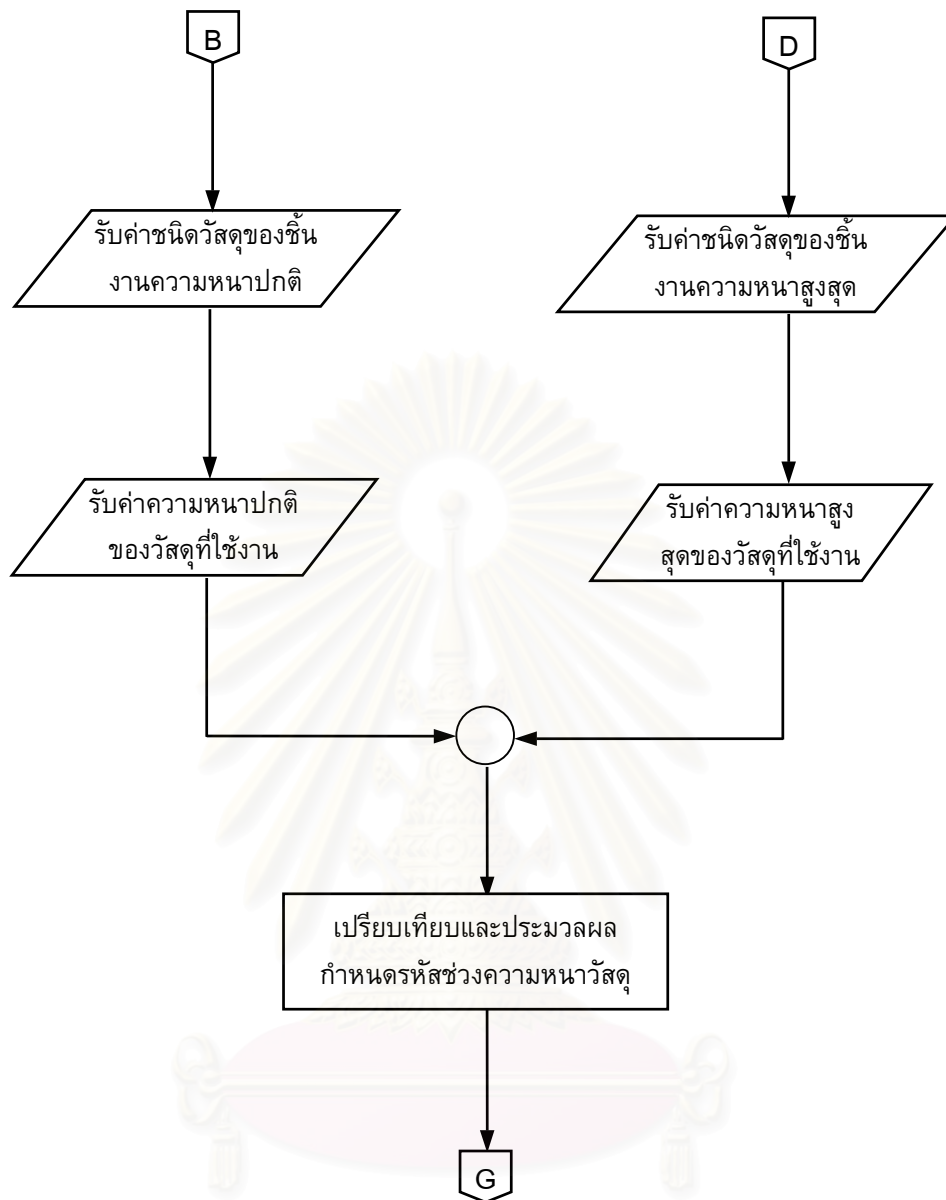 B
D
รับค่าชนิดวัสดุของชิ้น
งานความหนาปกติ
รับค่าชนิดวัสดุของชิ้น
งานความหนาสูงสุด
รับค่าความหนาปกติ
ของวัสดุที่ใช้งาน
รับค่าความหนาสูง
สุดของวัสดุที่ใช้งาน
เปรียบเทียบและประมวลผล
กำหนดรหัสช่วงความหนาวัสดุ
G